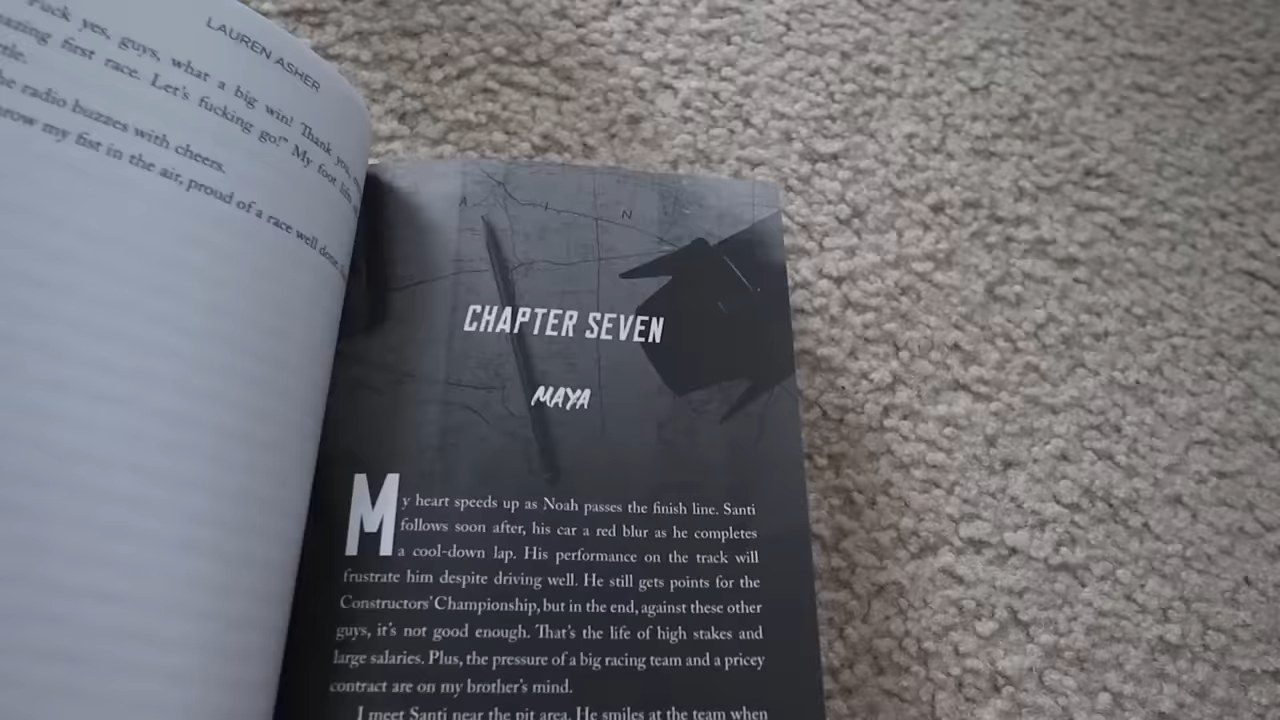 LAUREN ASHER
Fuck yes, guys, what a big win! Thank you,
amazing first race. Let's fucking go!" My foot
the radio buzzes with cheers.
throw my fist in the air, proud of a race well done.
A I N
CHAPTER SEVEN
MAYA
My heart speeds up as Noah passes the finish line. Santi
follows soon after, his car a red blur as he completes
a cool-down lap. His performance on the track will
frustrate him despite driving well. He still gets points for the
Constructors' Championship, but in the end, against these other
guys, it's not good enough. That's the life of high stakes and
large salaries. Plus, the pressure of a big racing team and a pricey
contract are on my brother's mind.
I meet Santi near the pit area. He smiles at the team when